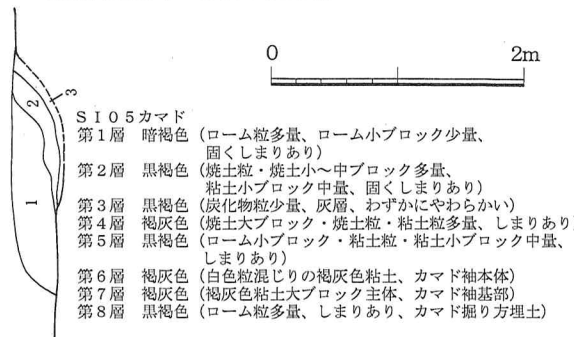 0 2m
3
2
1
SI05カマド
第1層 暗褐色(ローム粒多量、ローム小ブロック少量、
固くしまりあり)
第2層 黒褐色(焼土粒・焼土小~中ブロック多量、
粘土小ブロック中量、固くしまりあり)
第3層 黒褐色(炭化物粒少量、灰層、わずかにやわらかい)
第4層 褐灰色(焼土大ブロック・焼土粒・粘土粒多量、しまりあり)
第5層 黒褐色(ローム小ブロック・粘土粒・粘土小ブロック中量、
しまりあり)
第6層 褐灰色(白色粒混じりの褐灰色粘土、カマド袖本体)
第7層 褐灰色(褐灰色粘土大ブロック主体、カマド袖基部)
第8層 黒褐色(ローム粒多量、しまりあり、カマド掘り方埋土)